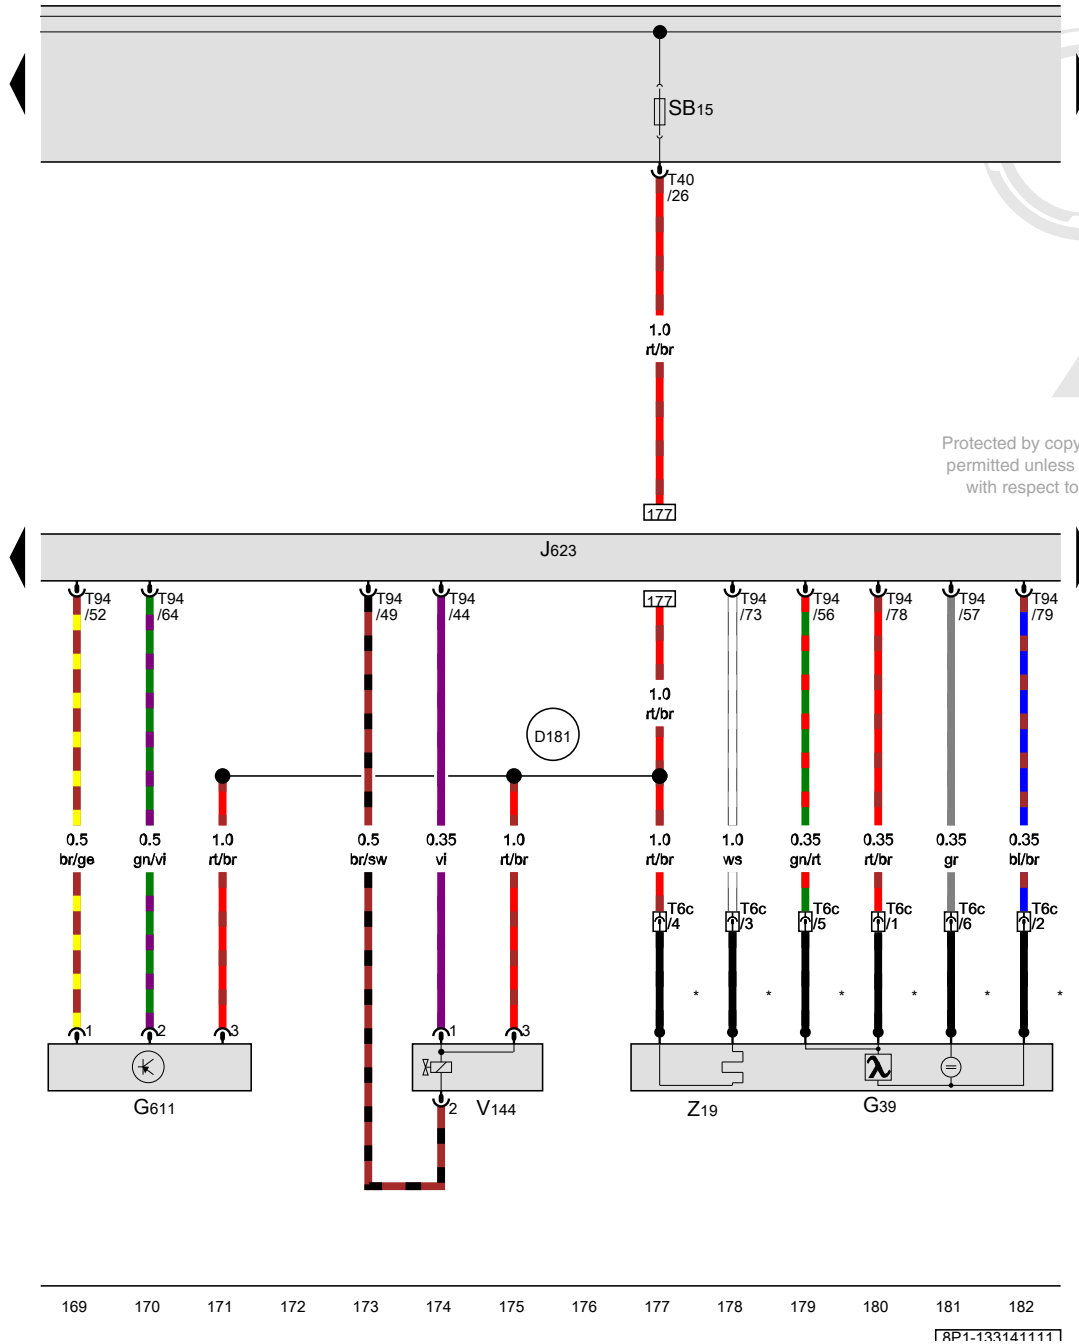 SB15
T40
/26
1.0
rt/br
Protected by copy
permitted unless
with respect to
177
J623
T94
/52
T94
/64
T94
/49
T94
/44
177
T94
/73
T94
/56
T94
/78
T94
/57
T94
/79
1.0
rt/br
D181
0.5
br/ge
0.5
gn/vi
1.0
rt/br
0.5
br/sw
0.35
vi
1.0
rt/br
1.0
rt/br
1.0
ws
0.35
gn/rt
0.35
rt/br
0.35
gr
0.35
bl/br
T6c
/4
T6c
/3
T6c
/5
T6c
/1
T6c
/6
T6c
/2
* * * * * *
1 2 3 1 3
G611
2
V144
Z19
λ
G39
169 170 171 172 173 174 175 176 177 178 179 180 181 182
8P1-133141111